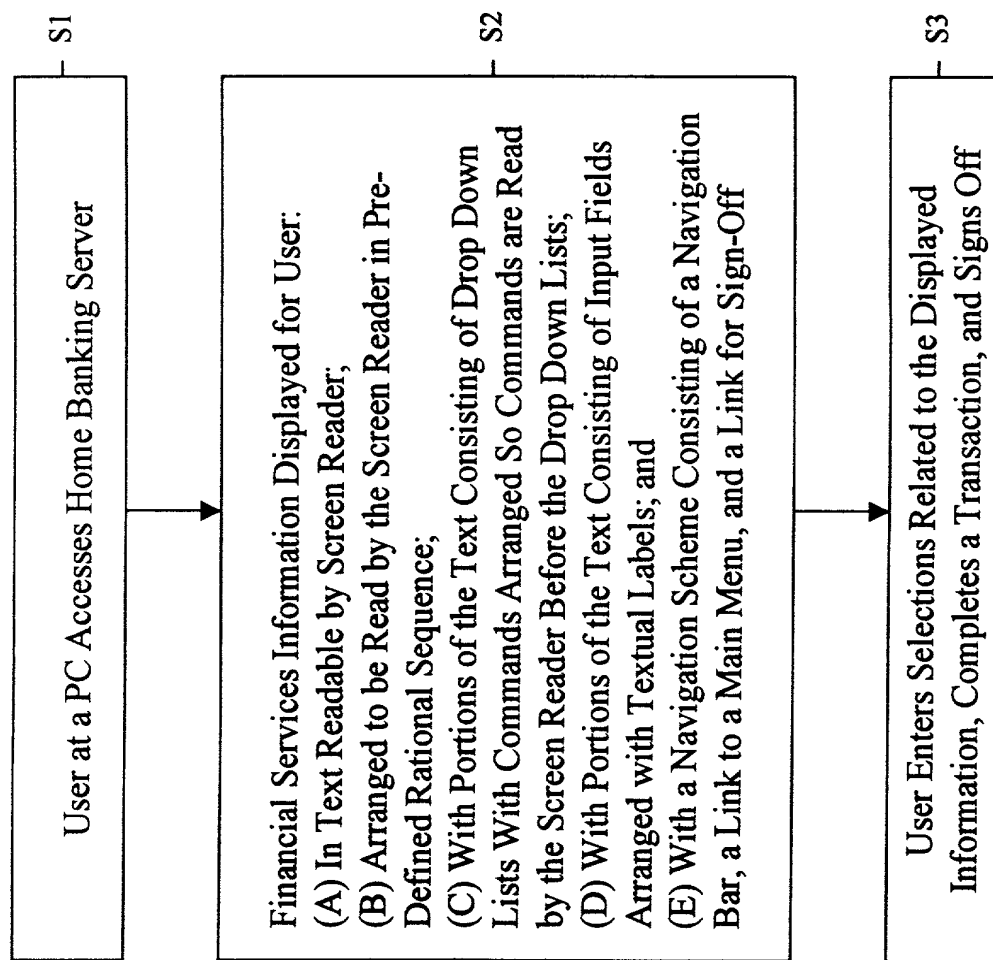 User at a PC Accesses Home Banking Server
S1
Financial Services Information Displayed for User:
(A) In Text Readable by Screen Reader;
(B) Arranged to be Read by the Screen Reader in Pre-
Defined Rational Sequence;
(C) With Portions of the Text Consisting of Drop Down
Lists With Commands Arranged So Commands are Read
by the Screen Reader Before the Drop Down Lists;
(D) With Portions of the Text Consisting of Input Fields
Arranged with Textual Labels; and
(E) With a Navigation Scheme Consisting of a Navigation
Bar, a Link to a Main Menu, and a Link for Sign-Off
S2
User Enters Selections Related to the Displayed
Information, Completes a Transaction, and Signs Off
S3